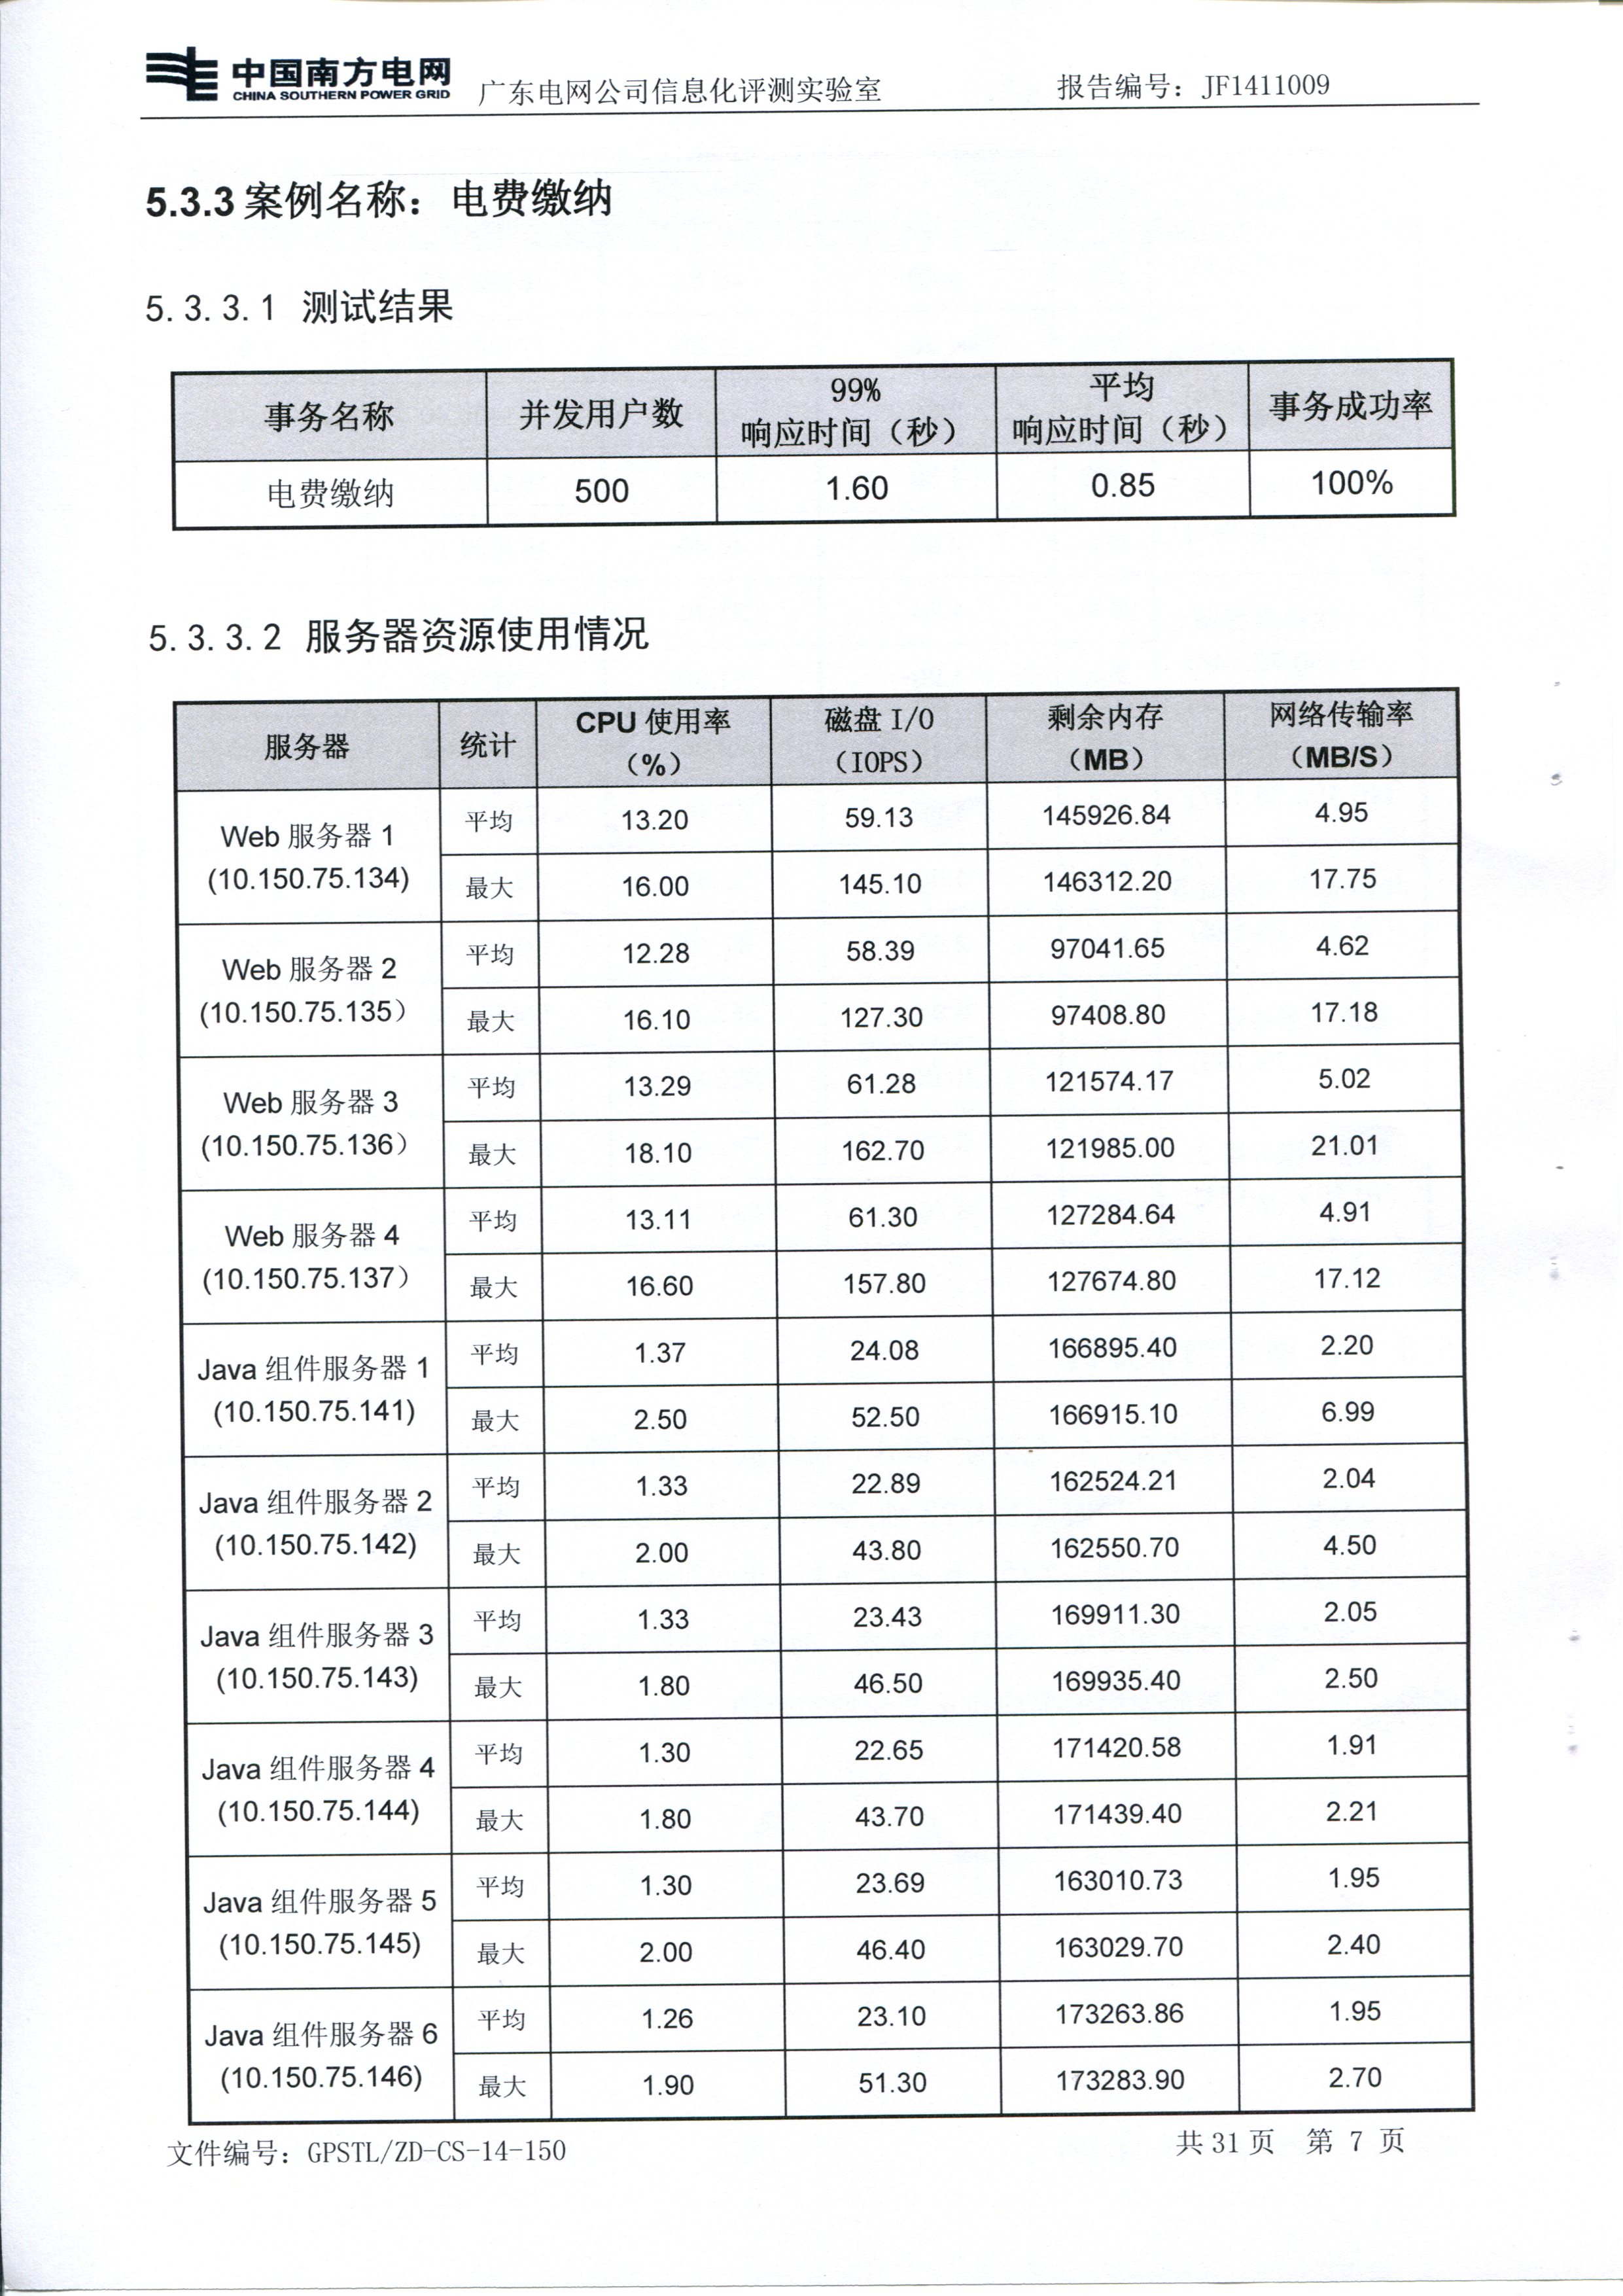 中国南方电网
CHINA SOUTHERN POWER GRID
广东电网公司信息化评测实验室 报告编号：JF1411009
5.3.3 案例名称：电费缴纳
5.3.3.1 测试结果
事务名称 并发用户数 99% 响应时间（秒） 平均 响应时间（秒） 事务成功率
电费缴纳 500 1.60 0.85 100%
5.3.3.2 服务器资源使用情况
服务器 统计 CPU 使用率（%） 磁盘 I/O（IOPS） 剩余内存（MB） 网络传输率（MB/S）
Web 服务器 1
(10.150.75.134)
平均 13.20 59.13 145926.84 4.95
最大 16.00 145.10 146312.20 17.75
Web 服务器 2
(10.150.75.135）
平均 12.28 58.39 97041.65 4.62
最大 16.10 127.30 97408.80 17.18
Web 服务器 3
(10.150.75.136）
平均 13.29 61.28 121574.17 5.02
最大 18.10 162.70 121985.00 21.01
Web 服务器 4
(10.150.75.137）
平均 13.11 61.30 127284.64 4.91
最大 16.60 157.80 127674.80 17.12
Java 组件服务器 1
(10.150.75.141)
平均 1.37 24.08 166895.40 2.20
最大 2.50 52.50 166915.10 6.99
Java 组件服务器 2
(10.150.75.142)
平均 1.33 22.89 162524.21 2.04
最大 2.00 43.80 162550.70 4.50
Java 组件服务器 3
(10.150.75.143)
平均 1.33 23.43 169911.30 2.05
最大 1.80 46.50 169935.40 2.50
Java 组件服务器 4
(10.150.75.144)
平均 1.30 22.65 171420.58 1.91
最大 1.80 43.70 171439.40 2.21
Java 组件服务器 5
(10.150.75.145)
平均 1.30 23.69 163010.73 1.95
最大 2.00 46.40 163029.70 2.40
Java 组件服务器 6
(10.150.75.146)
平均 1.26 23.10 173263.86 1.95
最大 1.90 51.30 173283.90 2.70
文件编号：GPSTL/ZD-CS-14-150 共 31 页 第 7 页